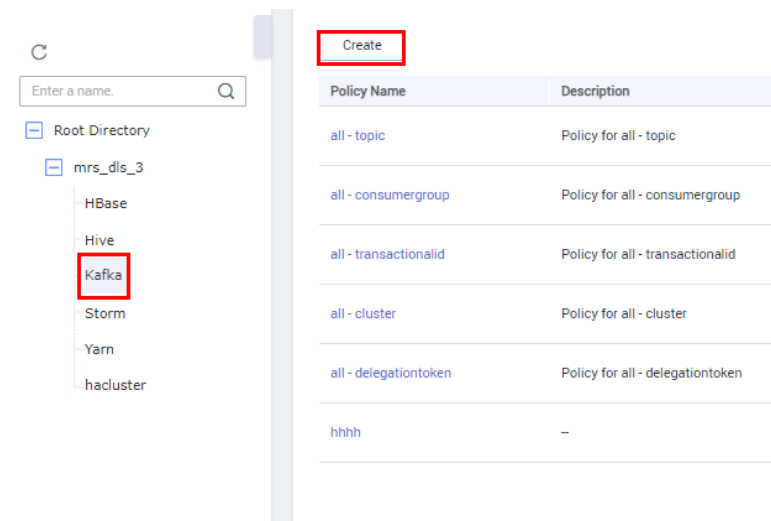 Enter a name.
Root Directory
mrs_dls_3
HBase
Hive
Kafka
Storm
Yarn
hacluster
Create
Policy Name Description
all - topic Policy for all - topic
all - consumergroup Policy for all - consumergroup
all - transactionalid Policy for all - transactionalid
all - cluster Policy for all - cluster
all - delegationtoken Policy for all - delegationtoken
hhhh --